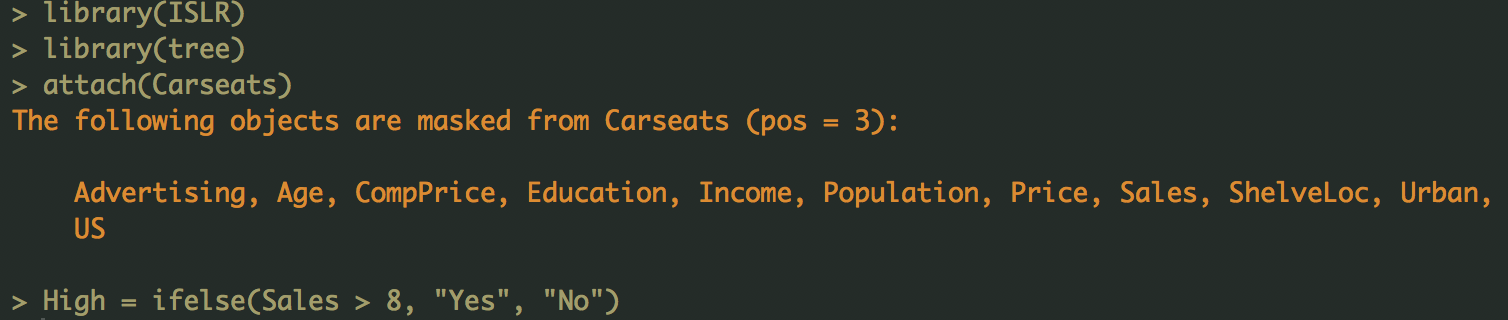 > library(ISLR)
> library(tree)
> attach(Carseats)
The following objects are masked from Carseats (pos = 3):
Advertising, Age, CompPrice, Education, Income, Population, Price, Sales, ShelveLoc, Urban,
US
> High = ifelse(Sales > 8, "Yes", "No")